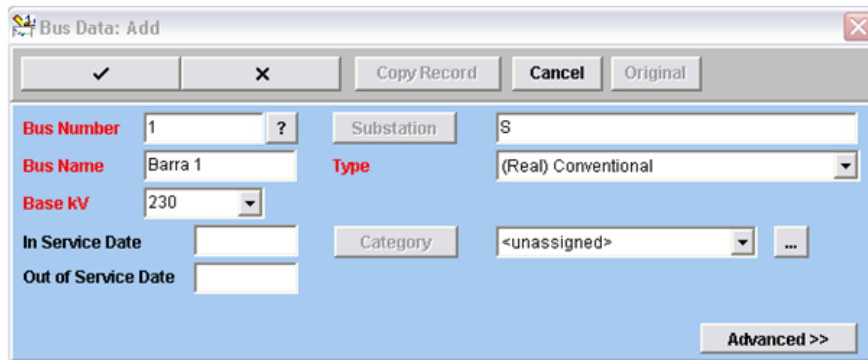 Bus Data: Add
✓ × Copy Record Cancel Original
Bus Number 1 ? Substation S
Bus Name Barra 1 Type (Real) Conventional
Base kV 230
In Service Date Category <unassigned> ...
Out of Service Date
Advanced >>